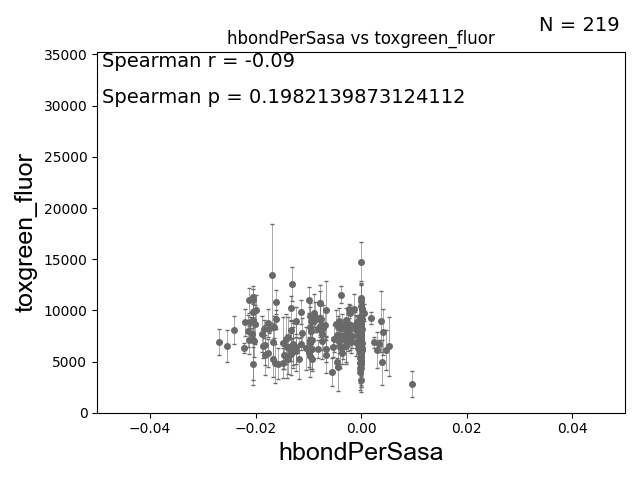 N = 219
hbondPerSasa vs toxgreen_fluor
Spearman r = -0.09
Spearman p = 0.1982139873124112
toxgreen_fluor
35000
30000
25000
20000
15000
10000
5000
0
−0.04 −0.02 0.00 0.02 0.04
hbondPerSasa